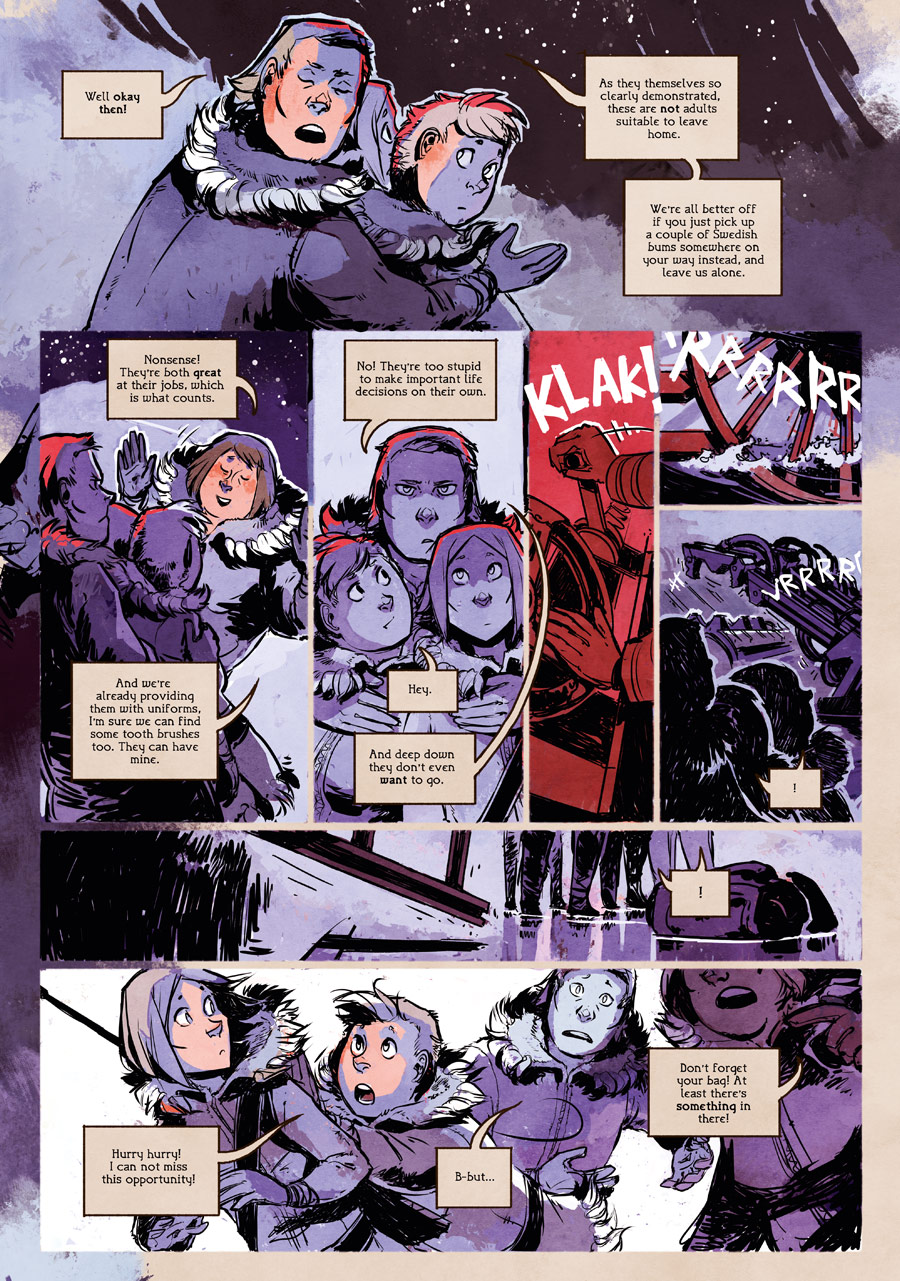 Well okay
then!
As they themselves so
clearly demonstrated,
these are not adults
suitable to leave
home.
We're all better off
if you just pick up
a couple of Swedish
bums somewhere on
your way instead, and
leave us alone.
Nonsense!
They're both great
at their jobs, which
is what counts.
And we're
already providing
them with uniforms,
I'm sure we can find
some tooth brushes
too. They can have
mine.
No! They're too stupid
to make important life
decisions on their own.
Hey.
And deep down
they don't even
want to go.
KLAK!
'RRRRRRR
JRRRRR
!
!
Hurry hurry!
I can not miss
this opportunity!
B-but...
Don't forget
your bag! At
least there's
something in
there!